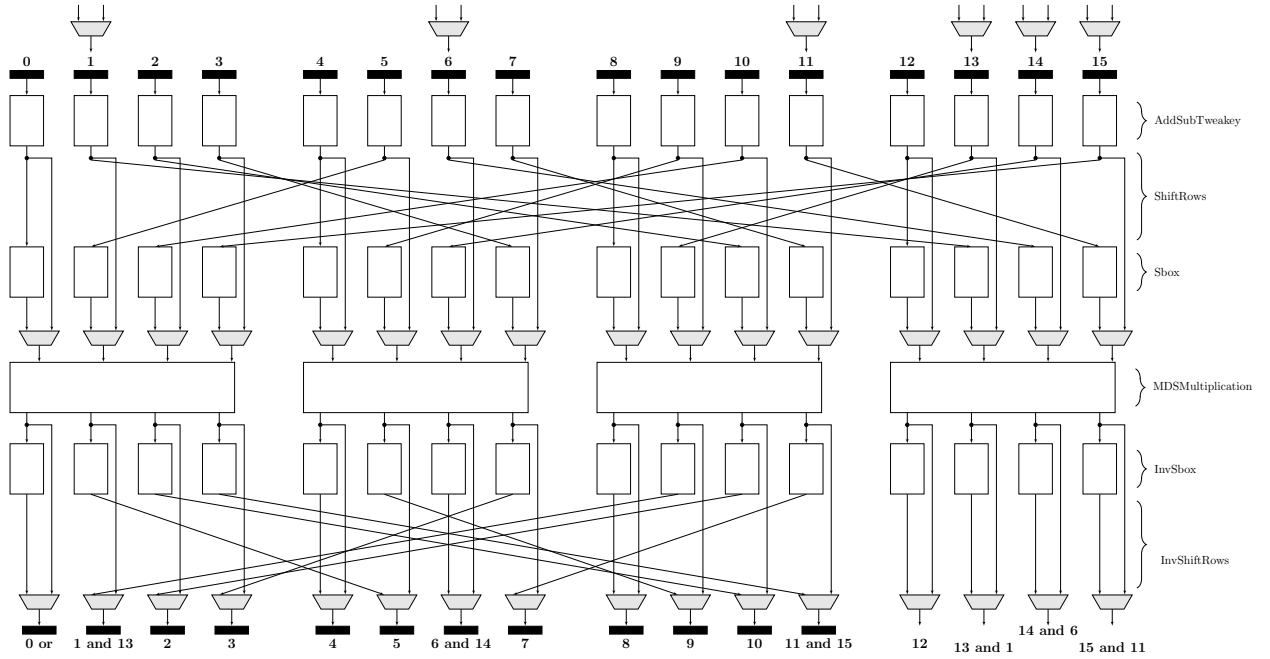 0 1 2 3 4 5 6 7 8 9 10 11 12 13 14 15
AddSubTweakey
ShiftRows
Sbox
MDSMultiplication
InvSbox
InvShiftRows
0 or 1 and 13 2 3 4 5 6 and 14 7 8 9 10 11 and 15 12 13 and 1 14 and 6 15 and 11